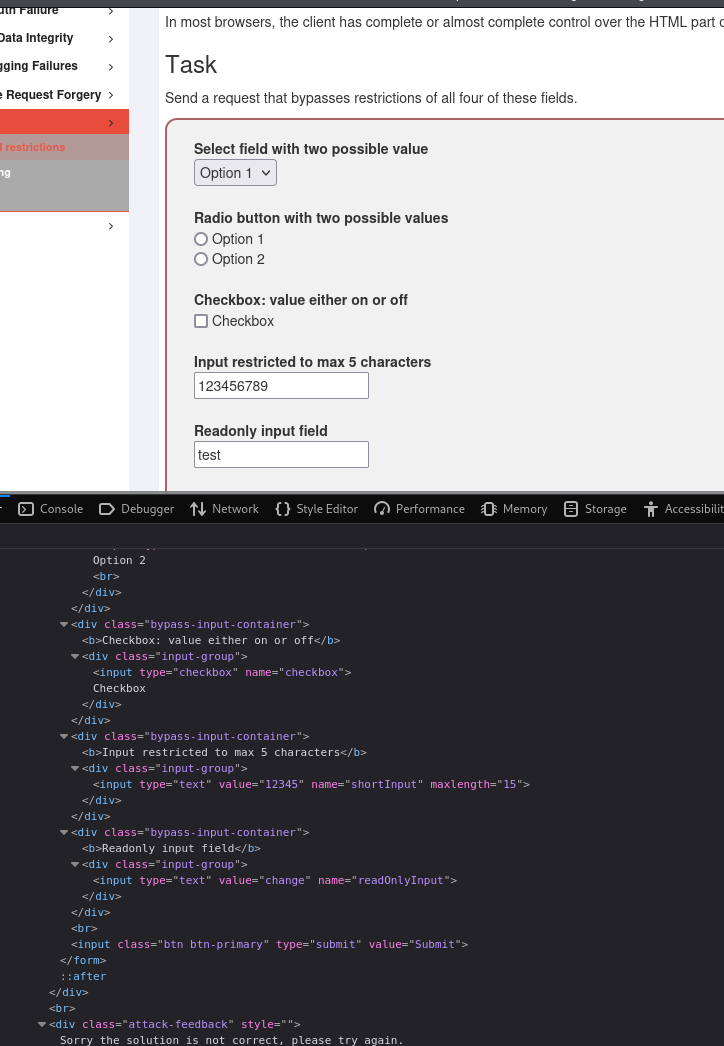 uth Failure
Data Integrity
gging Failures
e Request Forgery
l restrictions
ng
In most browsers, the client has complete or almost complete control over the HTML part o
Task
Send a request that bypasses restrictions of all four of these fields.
Select field with two possible value
Option 1
Radio button with two possible values
Option 1
Option 2
Checkbox: value either on or off
Checkbox
Input restricted to max 5 characters
123456789
Readonly input field
test
Console Debugger Network {} Style Editor Performance Memory Storage Accessibilit
Option 2
<br>
</div>
</div>
<div class="bypass-input-container">
<b>Checkbox: value either on or off</b>
<div class="input-group">
<input type="checkbox" name="checkbox">
Checkbox
</div>
</div>
<div class="bypass-input-container">
<b>Input restricted to max 5 characters</b>
<div class="input-group">
<input type="text" value="12345" name="shortInput" maxlength="15">
</div>
</div>
<div class="bypass-input-container">
<b>Readonly input field</b>
<div class="input-group">
<input type="text" value="change" name="readOnlyInput">
</div>
</div>
<br>
<input class="btn btn-primary" type="submit" value="Submit">
</form>
::after
</div>
<br>
<div class="attack-feedback" style="">
Sorry the solution is not correct, please try again.